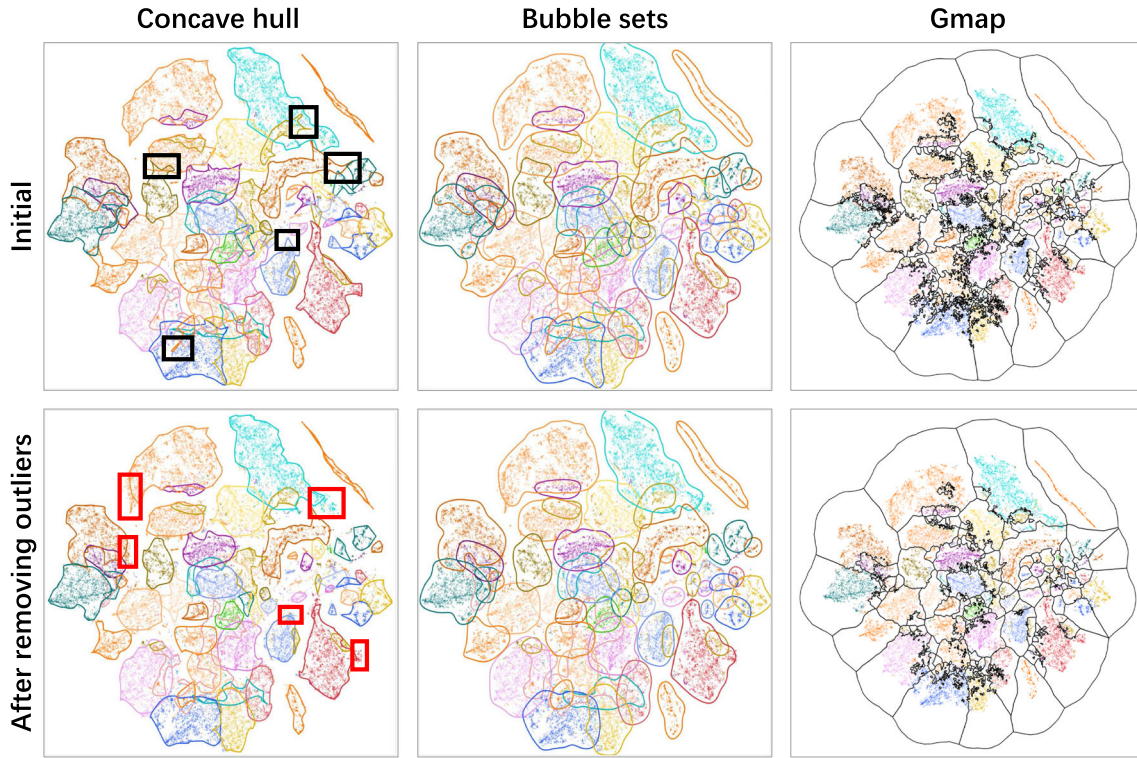 Concave hull
Bubble sets
Gmap
Initial
After removing outliers